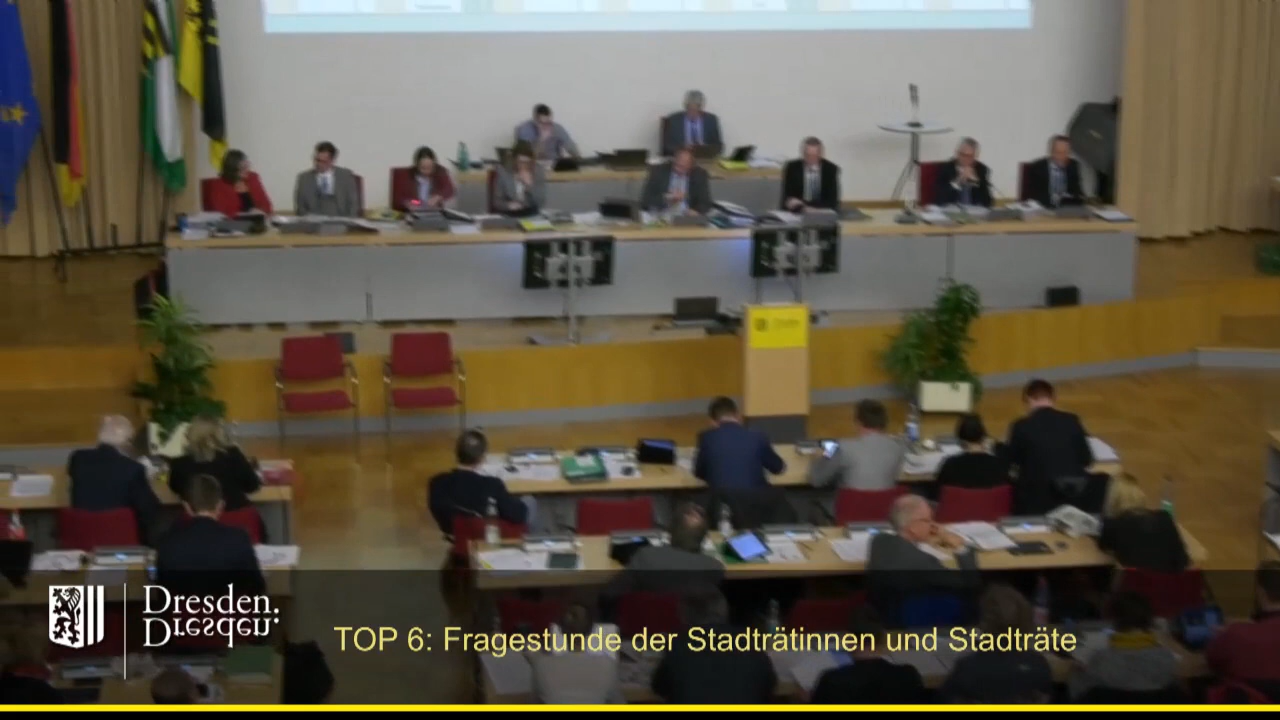 Dresden.
Dresden.
TOP 6: Fragestunde der Stadträtinnen und Stadträte